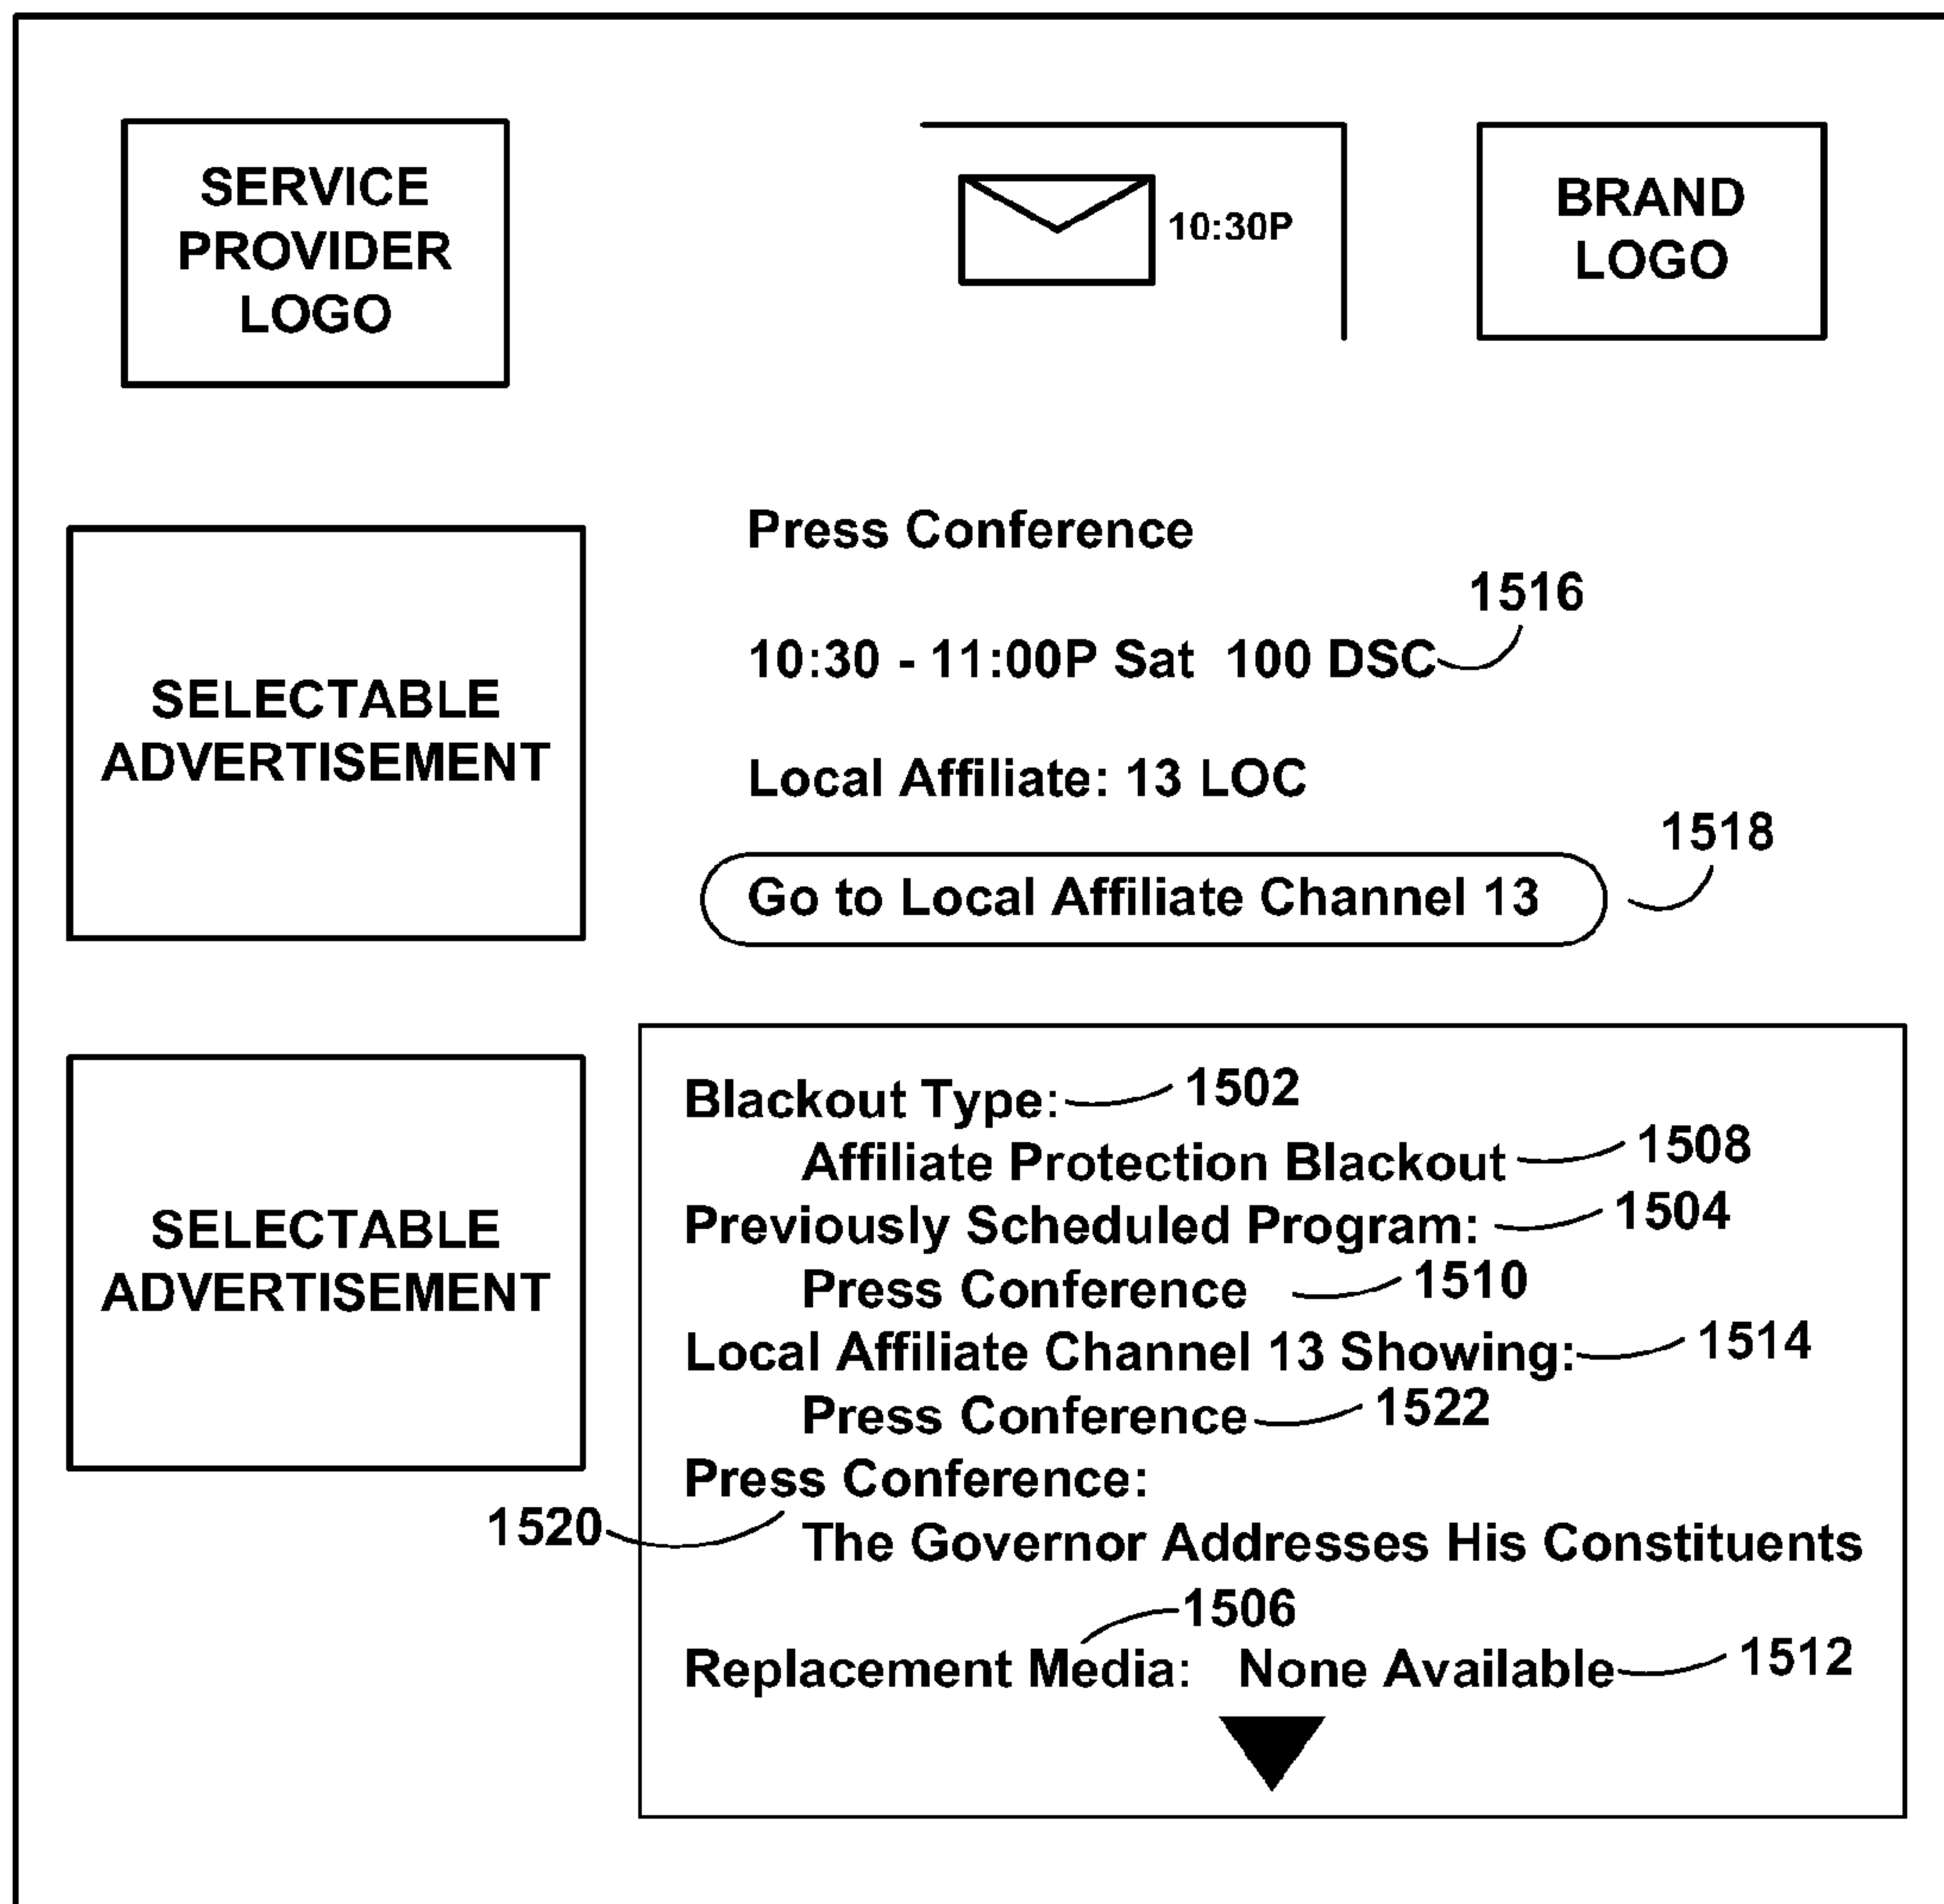 SERVICE
PROVIDER
LOGO
10:30P
BRAND
LOGO
SELECTABLE
ADVERTISEMENT
Press Conference
1516
10:30 - 11:00P Sat 100 DSC
Local Affiliate: 13 LOC
1518
Go to Local Affiliate Channel 13
SELECTABLE
ADVERTISEMENT
Blackout Type: 1502
Affiliate Protection Blackout 1508
Previously Scheduled Program: 1504
Press Conference 1510
Local Affiliate Channel 13 Showing: 1514
Press Conference 1522
Press Conference:
1520
The Governor Addresses His Constituents
1506
Replacement Media: None Available 1512